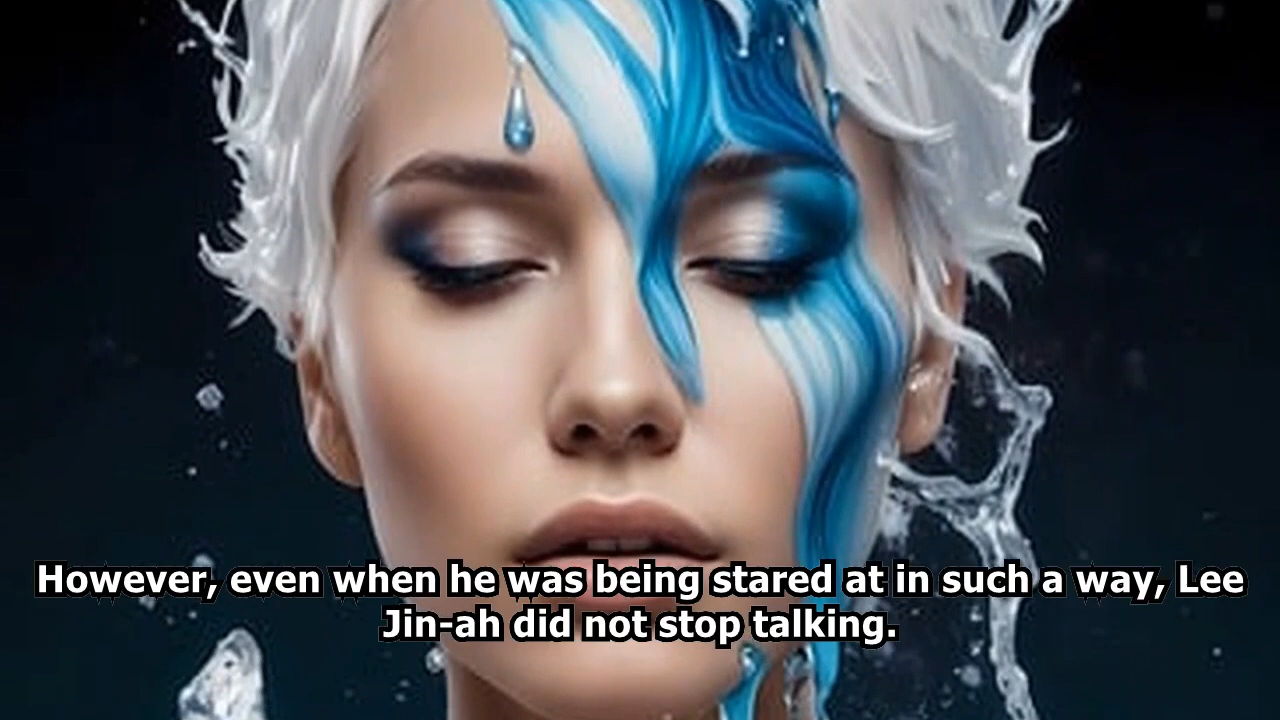 However, even when he was being stared at in such a way, Lee
Jin-ah did not stop talking.